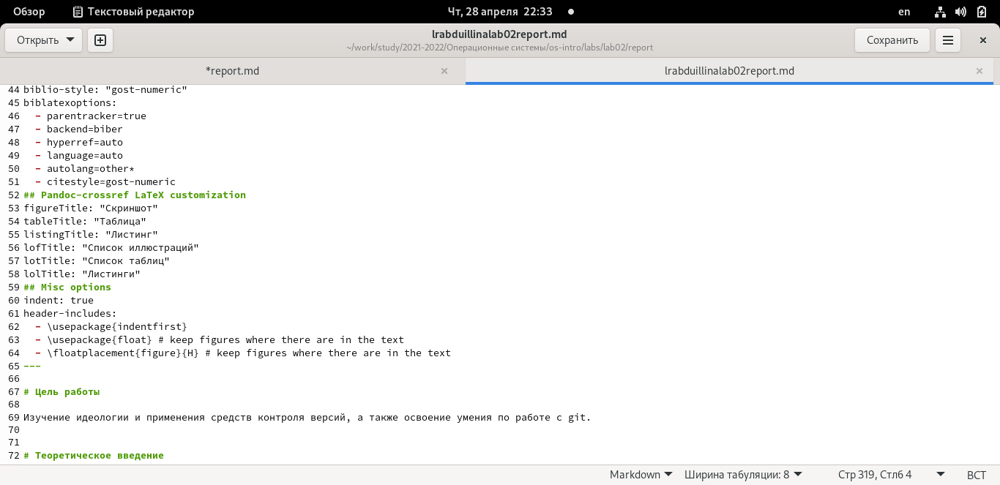 Обзор Текстовый редактор Чт, 28 апреля 22:33 en
Открыть lrabduillinalab02report.md Сохранить
~/work/study/2021-2022/Операционные системы/os-intro/labs/lab02/report
*report.md lrabduillinalab02report.md
44 biblio-style: "gost-numeric"
45 biblatexoptions:
46   - parentracker=true
47   - backend=biber
48   - hyperref=auto
49   - language=auto
50   - autolang=other*
51   - citestyle=gost-numeric
52 ## Pandoc-crossref LaTeX customization
53 figureTitle: "Скриншот"
54 tableTitle: "Таблица"
55 listingTitle: "Листинг"
56 lofTitle: "Список иллюстраций"
57 lotTitle: "Список таблиц"
58 lolTitle: "Листинги"
59 ## Misc options
60 indent: true
61 header-includes:
62   - \usepackage{indentfirst}
63   - \usepackage{float} # keep figures where there are in the text
64   - \floatplacement{figure}{H} # keep figures where there are in the text
65 ---
66
67 # Цель работы
68
69 Изучение идеологии и применения средств контроля версий, а также освоение умения по работе с git.
70
71
72 # Теоретическое введение
Markdown Ширина табуляции: 8 Стр 319, Стлб 4 ВСТ